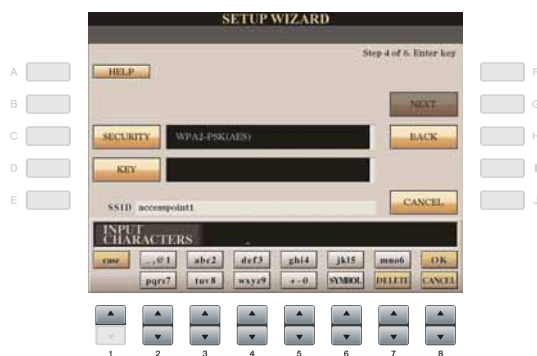 SETUP WIZARD
Step 4 of 6. Enter key
A
HELP
F
B
NEXT
G
C
SECURITY
WPA2-PSK(AES)
BACK
H
D
KEY
I
E
SSID accesspoint1
CANCEL
J
INPUT
CHARACTERS _
case .,@1 abc2 def3 ghi4 jkl5 mno6 OK
pqrs7 tuv8 wxyz9 +-0 SYMBOL DELETE CANCEL
1 2 3 4 5 6 7 8